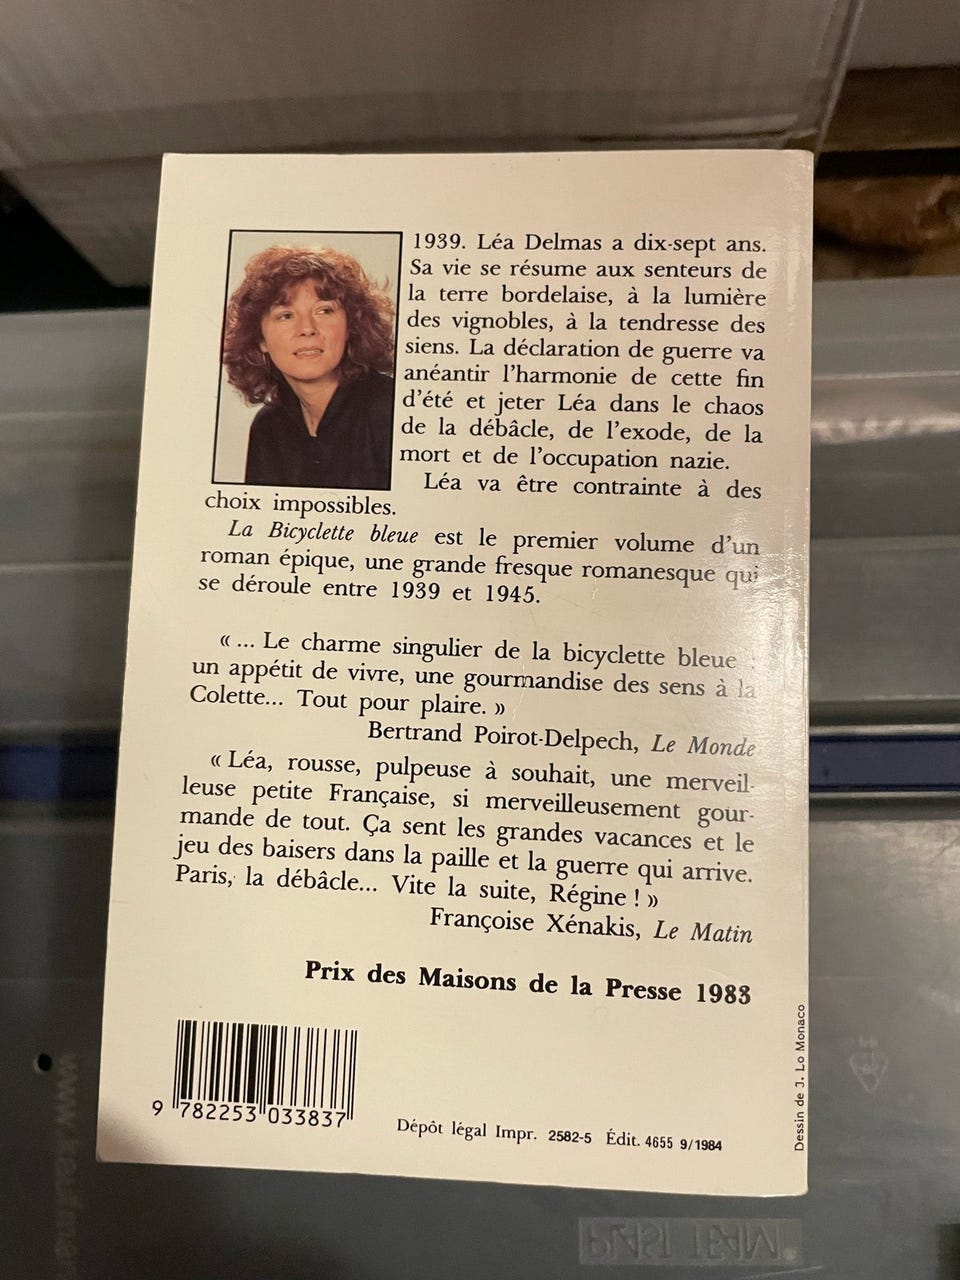 1939. Léa Delmas a dix-sept ans.
Sa vie se résume aux senteurs de
la terre bordelaise, à la lumière
des vignobles, à la tendresse des
siens. La déclaration de guerre va
anéantir l'harmonie de cette fin
d'été et jeter Léa dans le chaos
de la débâcle, de l'exode, de la
mort et de l'occupation nazie.
Léa va être contrainte à des
choix impossibles.
La Bicyclette bleue est le premier volume d'un
roman épique, une grande fresque romanesque qui
se déroule entre 1939 et 1945.
« ... Le charme singulier de la bicyclette bleue :
un appétit de vivre, une gourmandise des sens à la
Colette... Tout pour plaire. »
Bertrand Poirot-Delpech, Le Monde
« Léa, rousse, pulpeuse à souhait, une merveil-
leuse petite Française, si merveilleusement gour-
mande de tout. Ça sent les grandes vacances et le
jeu des baisers dans la paille et la guerre qui arrive.
Paris, la débâcle... Vite la suite, Régine ! »
Françoise Xénakis, Le Matin
Prix des Maisons de la Presse 1983
9 782253 033837
Dépôt légal Impr. 2582-5 Édit. 4655 9/1984
Dessin de J. Lo Monaco
PLAST TEAM